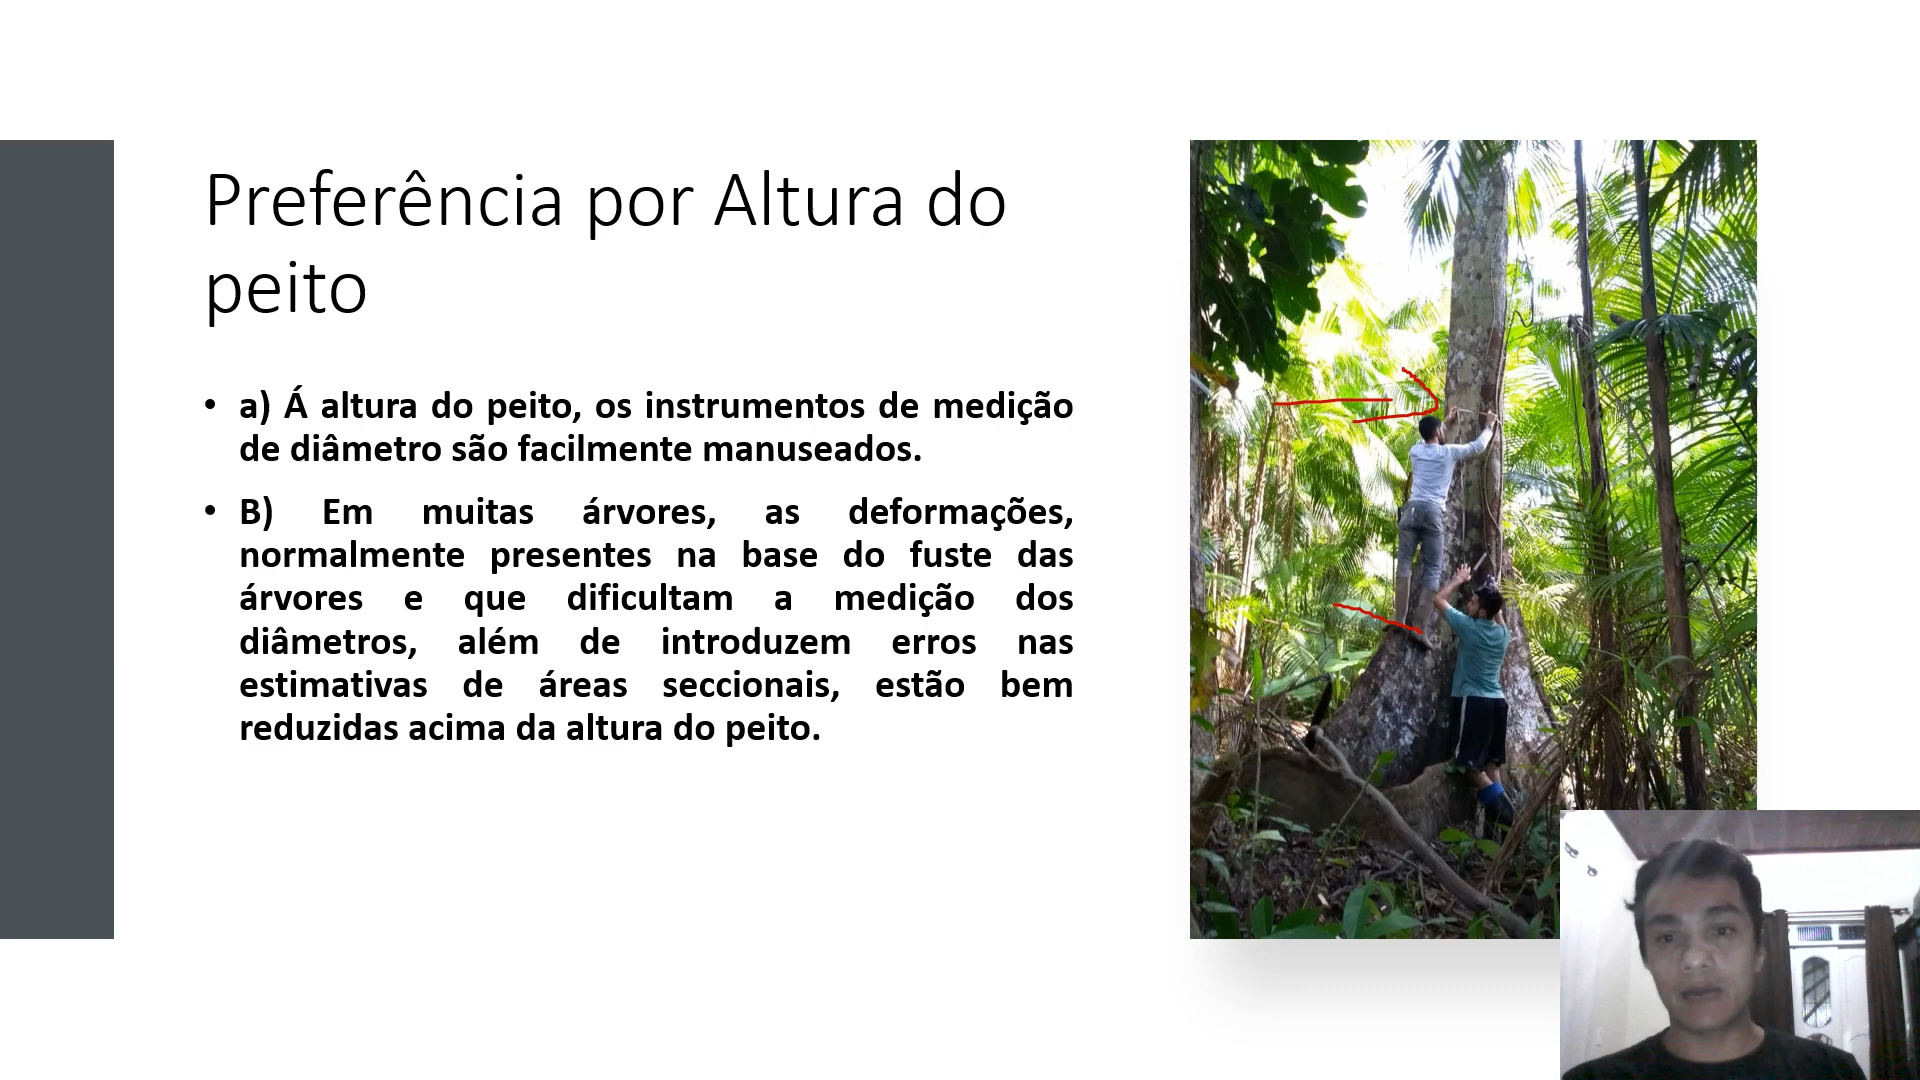 Preferência por Altura do
peito
• a) Á altura do peito, os instrumentos de medição
de diâmetro são facilmente manuseados.
• B) Em muitas árvores, as deformações,
normalmente presentes na base do fuste das
árvores e que dificultam a medição dos
diâmetros, além de introduzem erros nas
estimativas de áreas seccionais, estão bem
reduzidas acima da altura do peito.